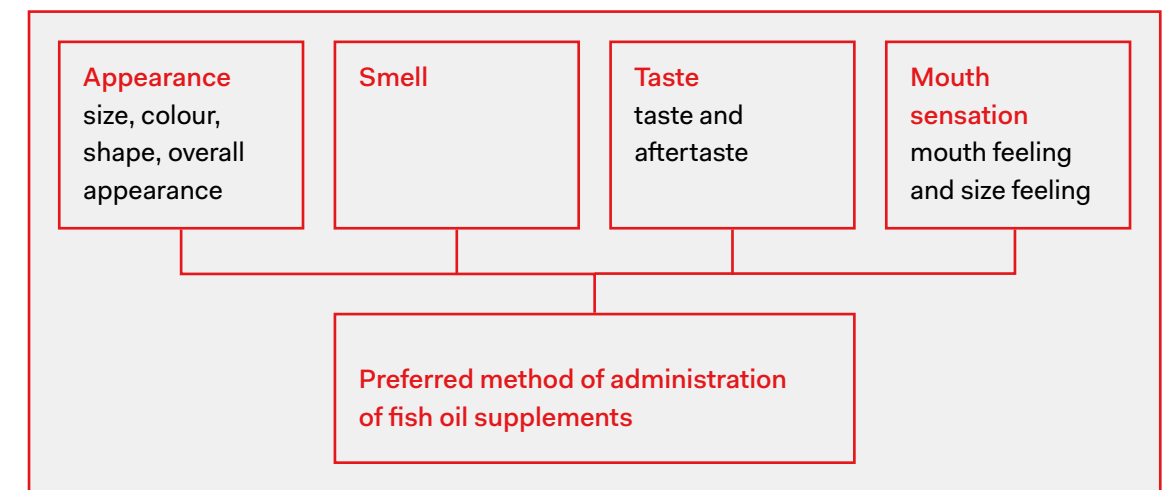 Appearance
size, colour,
shape, overall
appearance
Smell
Taste
taste and
aftertaste
Mouth
sensation
mouth feeling
and size feeling
Preferred method of administration
of fish oil supplements